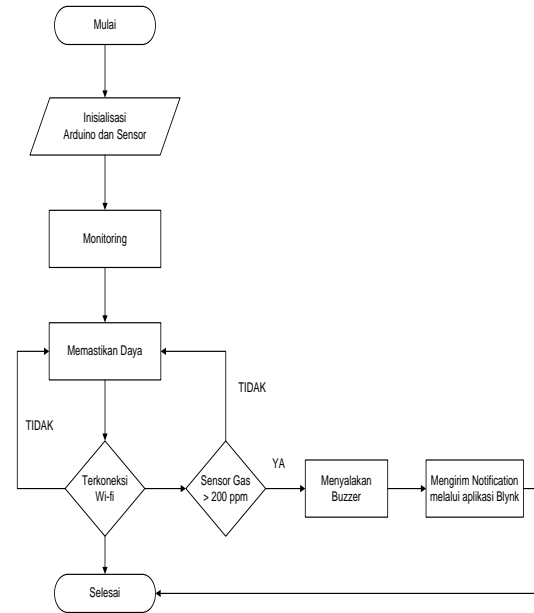 Mulai
Inisialisasi
Arduino dan Sensor
Monitoring
Memastikan Daya
TIDAK
TIDAK
Terkoneksi
Wi-fi
Sensor Gas
> 200 ppm
YA
Menyalakan
Buzzer
Mengirim Notification
melalui aplikasi Blynk
Selesai